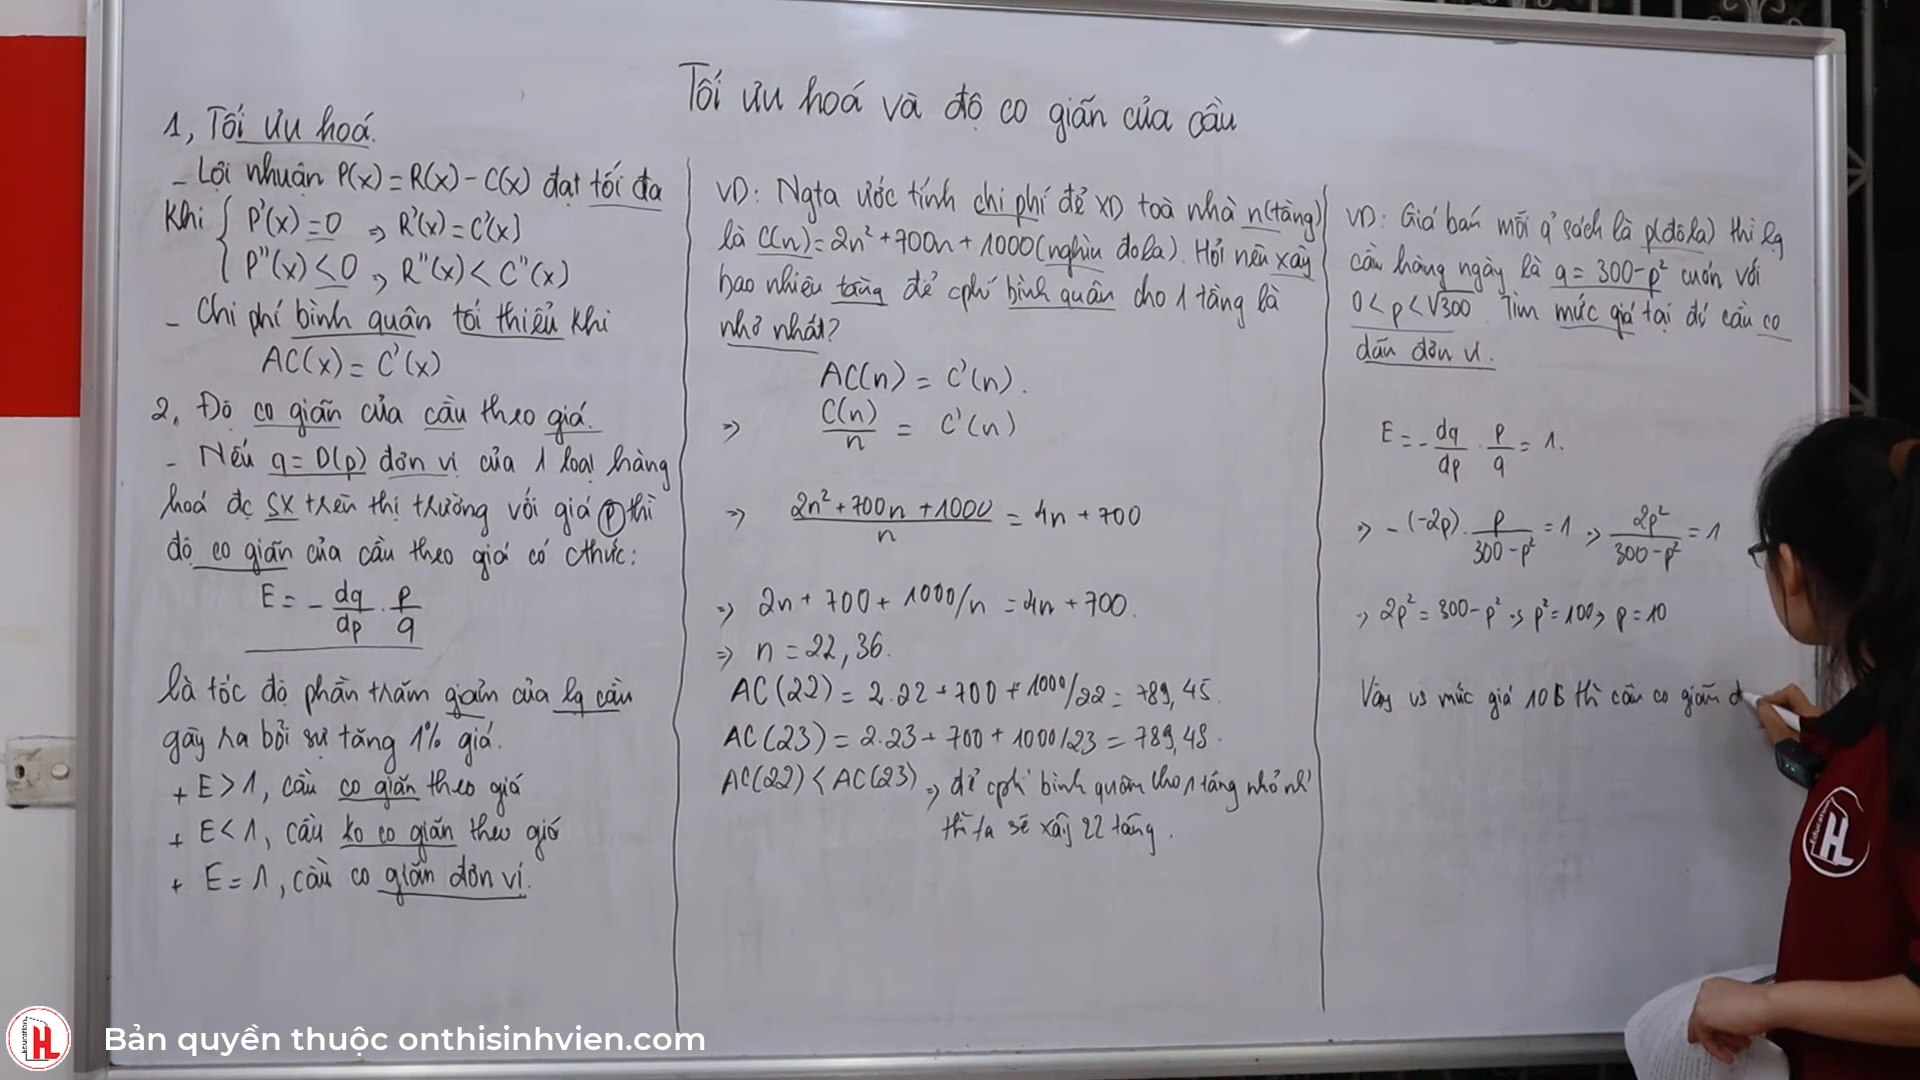 Tối ưu hoá và độ co giãn của cầu
1, Tối ưu hoá.
- Lợi nhuận P(x) = R(x) - C(x) đạt tối đa
khi { P'(x) = 0 => R'(x) = C'(x)
P''(x) < 0 => R''(x) < C''(x)
- Chi phí bình quân tối thiểu khi
AC(x) = C'(x)
2, Độ co giãn của cầu theo giá.
- Nếu q = D(p) đơn vị của 1 loại hàng
hoá đc SX trên thị trường với giá p thì
độ co giãn của cầu theo giá có cthức:
E = - dq/dp . p/q
là tốc độ phần trăm giảm của lg cầu
gây ra bởi sự tăng 1% giá.
+ E > 1, cầu co giãn theo giá
+ E < 1, cầu ko co giãn theo giá
+ E = 1, cầu co giãn đơn vị.
VD: Ngta ước tính chi phí để XD toà nhà n(tầng)
là C(n) = 2n² + 700n + 1000 (nghìn đola). Hỏi nên xây
bao nhiêu tầng để cphí bình quân cho 1 tầng là
nhỏ nhất?
AC(n) = C'(n).
=> C(n)/n = C'(n)
=> (2n² + 700n + 1000)/n = 4n + 700
=> 2n + 700 + 1000/n = 4n + 700.
=> n = 22,36.
AC(22) = 2.22 + 700 + 1000/22 = 789,45.
AC(23) = 2.23 + 700 + 1000/23 = 789,48.
AC(22) < AC(23) => để cphí bình quân cho 1 tầng nhỏ nh
thì ta sẽ xây 22 tầng.
VD: Giá bán mỗi q' sách là p(đôla) thì lg
cầu hàng ngày là q = 300 - p² cuốn với
0 < p < √300. Tìm mức giá tại đó cầu co
dãn đơn vị.
E = - dq/dp . p/q = 1.
=> -(-2p) . p/(300 - p²) = 1 => 2p²/(300 - p²) = 1
=> 2p² = 300 - p² => p² = 100 => p = 10
Vậy vs mức giá 10$ thì cầu co giãn đ
Education HL
Education HL
Bản quyền thuộc onthisinhvien.com